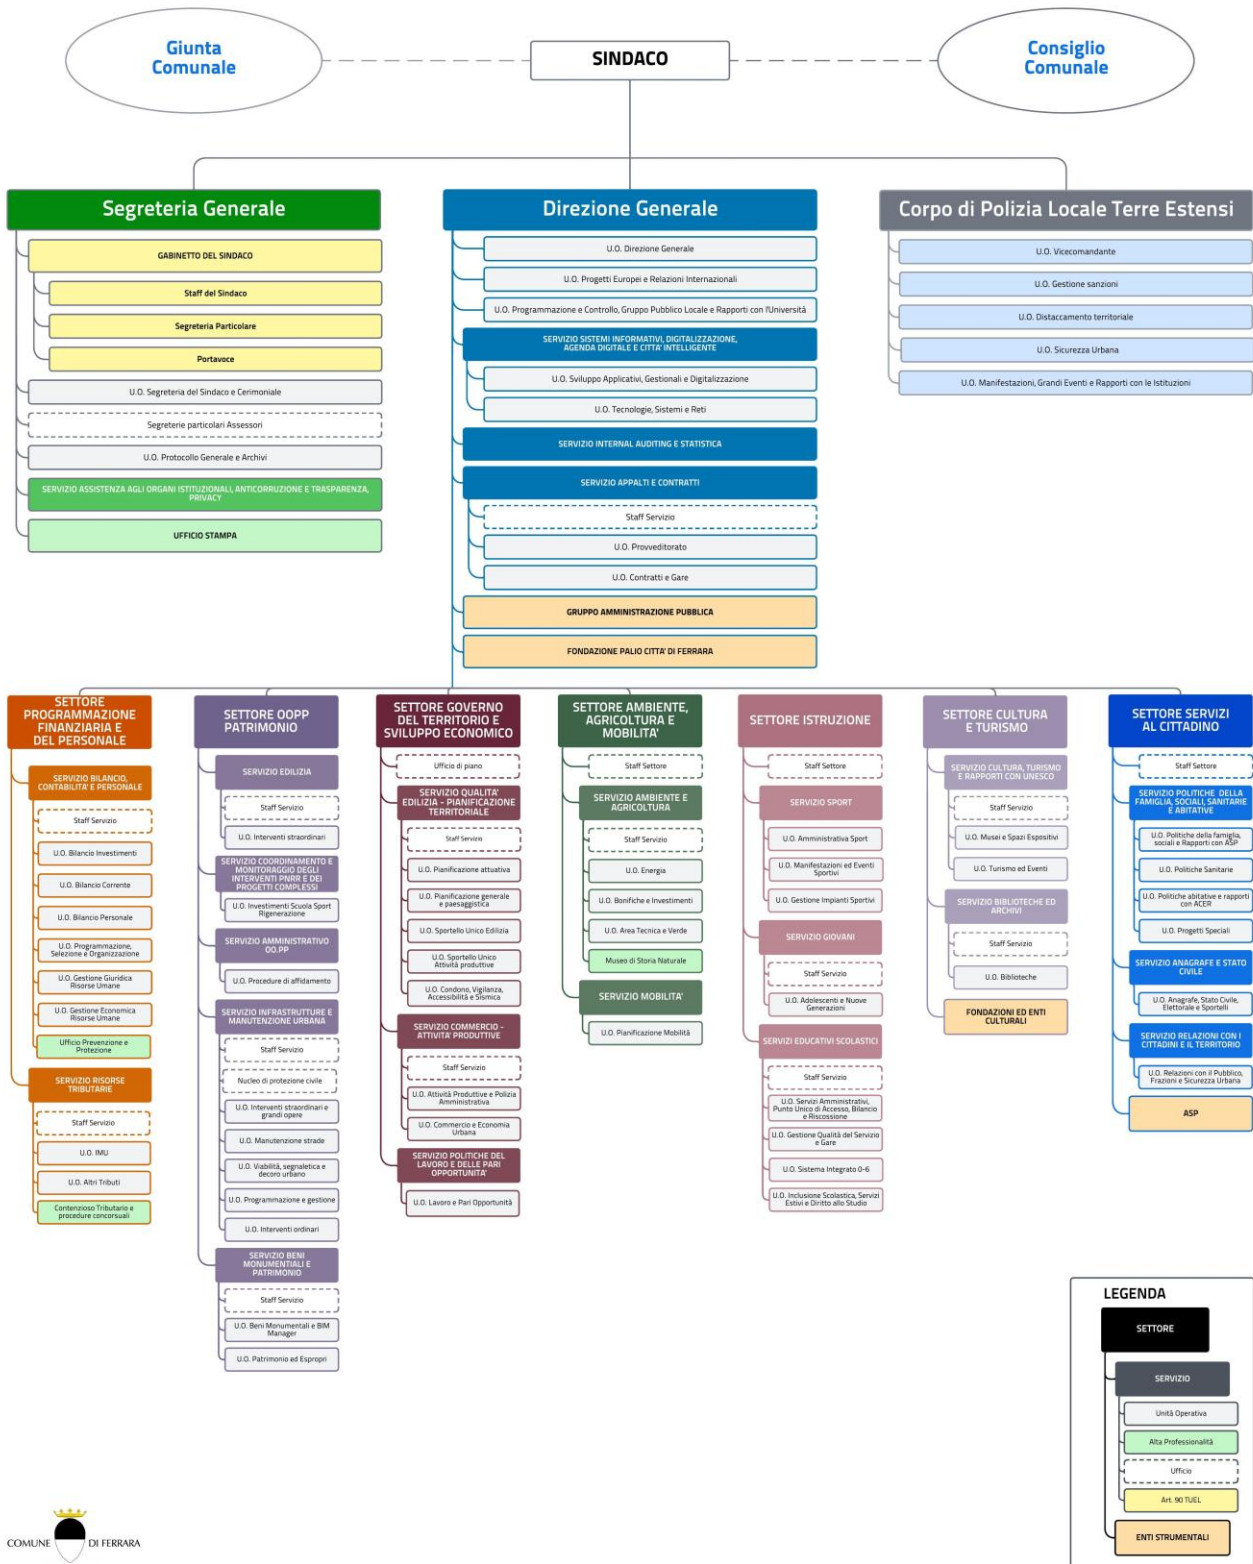 Giunta
Comunale
SINDACO
Consiglio
Comunale
Segreteria Generale
GABINETTO DEL SINDACO
Staff del Sindaco
Segreteria Particolare
Portavoce
U.O. Segreteria del Sindaco e Cerimoniale
Segreterie particolari Assessori
U.O. Protocollo Generale e Archivi
SERVIZIO ASSISTENZA AGLI ORGANI ISTITUZIONALI, ANTICORRUZIONE E TRASPARENZA,
PRIVACY
UFFICIO STAMPA
Direzione Generale
U.O. Direzione Generale
U.O. Progetti Europei e Relazioni Internazionali
U.O. Programmazione e Controllo, Gruppo Pubblico Locale e Rapporti con l'Università
SERVIZIO SISTEMI INFORMATIVI, DIGITALIZZAZIONE,
AGENDA DIGITALE E CITTA' INTELLIGENTE
U.O. Sviluppo Applicativi, Gestionali e Digitalizzazione
U.O. Tecnologie, Sistemi e Reti
SERVIZIO INTERNAL AUDITING E STATISTICA
SERVIZIO APPALTI E CONTRATTI
Staff Servizio
U.O. Provveditorato
U.O. Contratti e Gare
GRUPPO AMMINISTRAZIONE PUBBLICA
FONDAZIONE PALIO CITTA' DI FERRARA
Corpo di Polizia Locale Terre Estensi
U.O. Vicecomandante
U.O. Gestione sanzioni
U.O. Distaccamento territoriale
U.O. Sicurezza Urbana
U.O. Manifestazioni, Grandi Eventi e Rapporti con le Istituzioni
SETTORE
PROGRAMMAZIONE
FINANZIARIA E
DEL PERSONALE
SERVIZIO BILANCIO,
CONTABILITA' E PERSONALE
Staff Servizio
U.O. Bilancio Investimenti
U.O. Bilancio Corrente
U.O. Bilancio Personale
U.O. Programmazione,
Selezione e Organizzazione
U.O. Gestione Giuridica
Risorse Umane
U.O. Gestione Economica
Risorse Umane
Ufficio Prevenzione e
Protezione
SERVIZIO RISORSE
TRIBUTARIE
Staff Servizio
U.O. IMU
U.O. Altri Tributi
Contenzioso Tributario e
procedure concorsuali
SETTORE OOPP
PATRIMONIO
SERVIZIO EDILIZIA
Staff Servizio
U.O. Interventi straordinari
SERVIZIO COORDINAMENTO E
MONITORAGGIO DEGLI
INTERVENTI PNRR E DEI
PROGETTI COMPLESSI
U.O. Investimenti Scuola Sport
Rigenerazione
SERVIZIO AMMINISTRATIVO
OO.PP
U.O. Procedure di affidamento
SERVIZIO INFRASTRUTTURE E
MANUTENZIONE URBANA
Staff Servizio
Nucleo di protezione civile
U.O. Interventi straordinari e
grandi opere
U.O. Manutenzione strade
U.O. Viabilità, segnaletica e
decoro urbano
U.O. Programmazione e gestione
U.O. Interventi ordinari
SERVIZIO BENI
MONUMENTIALI E
PATRIMONIO
Staff Servizio
U.O. Beni Monumentali e BIM
Manager
U.O. Patrimonio ed Espropri
SETTORE GOVERNO
DEL TERRITORIO E
SVILUPPO ECONOMICO
Ufficio di piano
SERVIZIO QUALITA'
EDILIZIA - PIANIFICAZIONE
TERRITORIALE
Staff Servizio
U.O. Pianificazione attuativa
U.O. Pianificazione generale
e paesaggistica
U.O. Sportello Unico Edilizia
U.O. Sportello Unico
Attività produttive
U.O. Condono, Vigilanza,
Accessibilità e Sismica
SERVIZIO COMMERCIO -
ATTIVITA' PRODUTTIVE
Staff Servizio
U.O. Attività Produttive e Polizia
Amministrativa
U.O. Commercio e Economia
Urbana
SERVIZIO POLITICHE DEL
LAVORO E DELLE PARI
OPPORTUNITA'
U.O. Lavoro e Pari Opportunità
SETTORE AMBIENTE,
AGRICOLTURA E
MOBILITA'
Staff Settore
SERVIZIO AMBIENTE E
AGRICOLTURA
Staff Servizio
U.O. Energia
U.O. Bonifiche e Investimenti
U.O. Area Tecnica e Verde
Museo di Storia Naturale
SERVIZIO MOBILITA'
U.O. Pianificazione Mobilità
SETTORE ISTRUZIONE
Staff Settore
SERVIZIO SPORT
U.O. Amministrativa Sport
U.O. Manifestazioni ed Eventi
Sportivi
U.O. Gestione Impianti Sportivi
SERVIZIO GIOVANI
Staff Servizio
U.O. Adolescenti e Nuove
Generazioni
SERVIZI EDUCATIVI SCOLASTICI
Staff Servizio
U.O. Servizi Amministrativi,
Punto Unico di Accesso, Bilancio
e Riscossione
U.O. Gestione Qualità del Servizio
e Gare
U.O. Sistema Integrato 0-6
U.O. Inclusione Scolastica, Servizi
Estivi e Diritto allo Studio
SETTORE CULTURA
E TURISMO
SERVIZIO CULTURA, TURISMO
E RAPPORTI CON UNESCO
Staff Servizio
U.O. Musei e Spazi Espositivi
U.O. Turismo ed Eventi
SERVIZIO BIBLIOTECHE ED
ARCHIVI
Staff Servizio
U.O. Biblioteche
FONDAZIONI ED ENTI
CULTURALI
SETTORE SERVIZI
AL CITTADINO
Staff Settore
SERVIZIO POLITICHE DELLA
FAMIGLIA, SOCIALI, SANITARIE
E ABITATIVE
U.O. Politiche della famiglia,
sociali e Rapporti con ASP
U.O. Politiche Sanitarie
U.O. Politiche abitative e rapporti
con ACER
U.O. Progetti Speciali
SERVIZIO ANAGRAFE E STATO
CIVILE
U.O. Anagrafe, Stato Civile,
Elettorale e Sportelli
SERVIZIO RELAZIONI CON I
CITTADINI E IL TERRITORIO
U.O. Relazioni con il Pubblico,
Frazioni e Sicurezza Urbana
ASP
LEGENDA
SETTORE
SERVIZIO
Unità Operativa
Alta Professionalità
Ufficio
Art. 90 TUEL
ENTI STRUMENTALI
COMUNE DI FERRARA